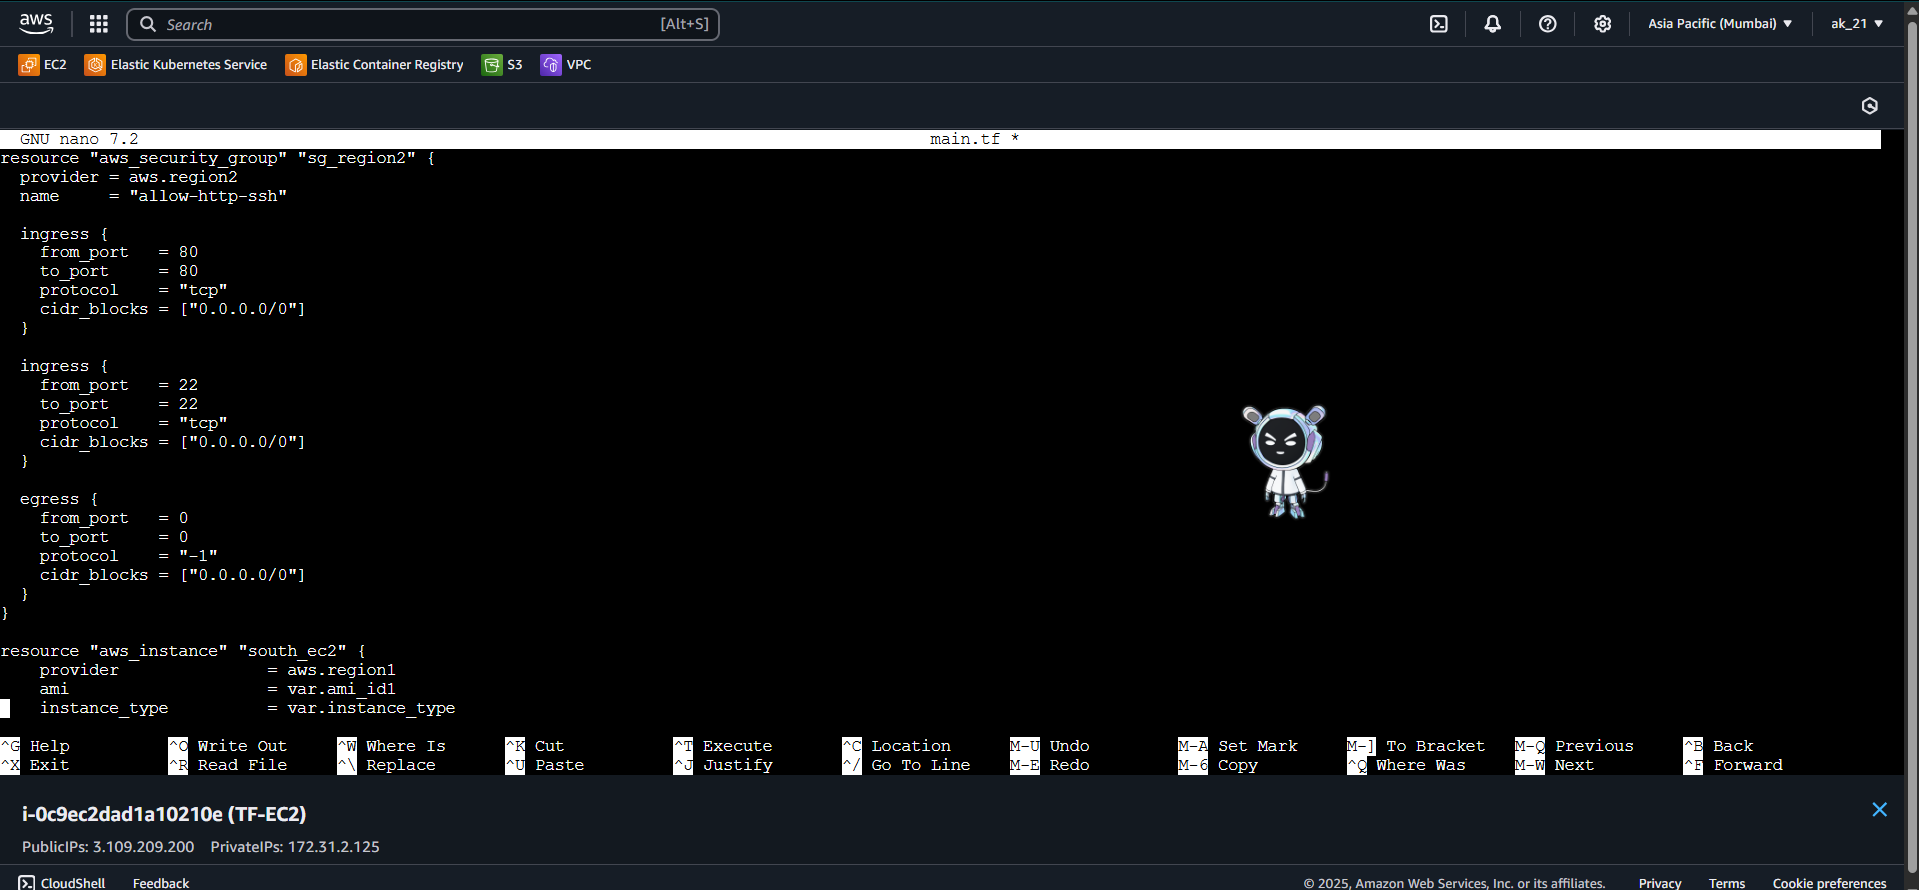 aws Search [Alt+S] Asia Pacific (Mumbai) ▼ ak_21 ▼
EC2 Elastic Kubernetes Service Elastic Container Registry S3 VPC
GNU nano 7.2 main.tf *
resource "aws_security_group" "sg_region2" {
  provider = aws.region2
  name     = "allow-http-ssh"

  ingress {
    from_port   = 80
    to_port     = 80
    protocol    = "tcp"
    cidr_blocks = ["0.0.0.0/0"]
  }

  ingress {
    from_port   = 22
    to_port     = 22
    protocol    = "tcp"
    cidr_blocks = ["0.0.0.0/0"]
  }

  egress {
    from_port   = 0
    to_port     = 0
    protocol    = "-1"
    cidr_blocks = ["0.0.0.0/0"]
  }
}

resource "aws_instance" "south_ec2" {
    provider               = aws.region1
    ami                    = var.ami_id1
    instance_type          = var.instance_type

^G Help ^O Write Out ^W Where Is ^K Cut ^T Execute ^C Location M-U Undo M-A Set Mark M-] To Bracket M-Q Previous ^B Back
^X Exit ^R Read File ^\ Replace ^U Paste ^J Justify ^/ Go To Line M-E Redo M-6 Copy ^Q Where Was M-W Next ^F Forward
i-0c9ec2dad1a10210e (TF-EC2)
PublicIPs: 3.109.209.200 PrivateIPs: 172.31.2.125
CloudShell Feedback © 2025, Amazon Web Services, Inc. or its affiliates. Privacy Terms Cookie preferences